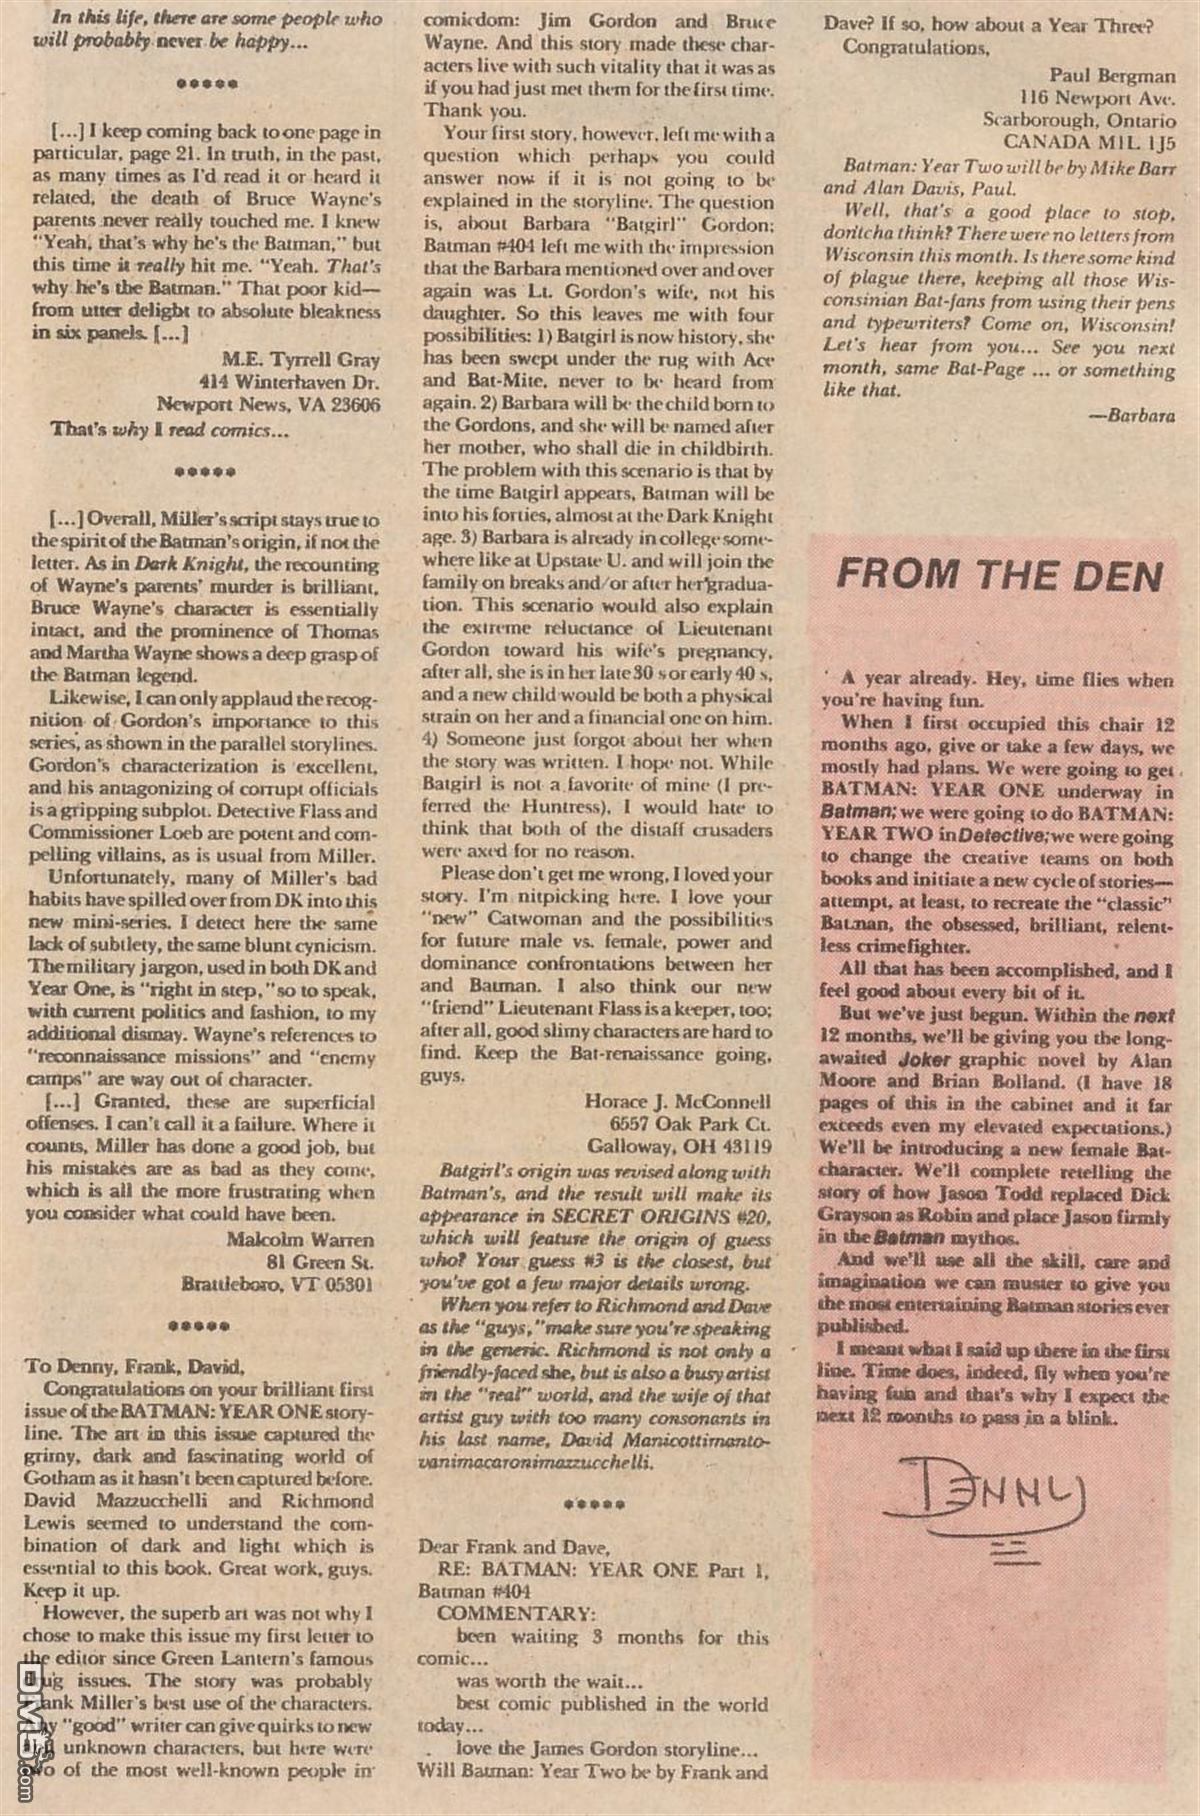 In this life, there are some people who
will probably never be happy...
*****
[...] I keep coming back to one page in
particular, page 21. In truth, in the past,
as many times as I'd read it or heard it
related, the death of Bruce Wayne's
parents never really touched me. I knew
"Yeah, that's why he's the Batman," but
this time it really hit me. "Yeah. That's
why he's the Batman." That poor kid—
from utter delight to absolute bleakness
in six panels. [...]
M.E. Tyrrell Gray
414 Winterhaven Dr.
Newport News, VA 23606
That's why I read comics...
*****
[...] Overall, Miller's script stays true to
the spirit of the Batman's origin, if not the
letter. As in Dark Knight, the recounting
of Wayne's parents' murder is brilliant,
Bruce Wayne's character is essentially
intact, and the prominence of Thomas
and Martha Wayne shows a deep grasp of
the Batman legend.
Likewise, I can only applaud the recog-
nition of Gordon's importance to this
series, as shown in the parallel storylines.
Gordon's characterization is excellent,
and his antagonizing of corrupt officials
is a gripping subplot. Detective Flass and
Commissioner Loeb are potent and com-
pelling villains, as is usual from Miller.
Unfortunately, many of Miller's bad
habits have spilled over from DK into this
new mini-series. I detect here the same
lack of subtlety, the same blunt cynicism.
The military jargon, used in both DK and
Year One, is "right in step," so to speak,
with current politics and fashion, to my
additional dismay. Wayne's references to
"reconnaissance missions" and "enemy
camps" are way out of character.
[...] Granted, these are superficial
offenses. I can't call it a failure. Where it
counts, Miller has done a good job, but
his mistakes are as bad as they come,
which is all the more frustrating when
you consider what could have been.
Malcolm Warren
81 Green St.
Brattleboro, VT 05301
*****
To Denny, Frank, David,
Congratulations on your brilliant first
issue of the BATMAN: YEAR ONE story-
line. The art in this issue captured the
grimy, dark and fascinating world of
Gotham as it hasn't been captured before.
David Mazzucchelli and Richmond
Lewis seemed to understand the com-
bination of dark and light which is
essential to this book. Great work, guys.
Keep it up.
However, the superb art was not why I
chose to make this issue my first letter to
the editor since Green Lantern's famous
drug issues. The story was probably
Frank Miller's best use of the characters.
Any "good" writer can give quirks to new
and unknown characters, but here were
two of the most well-known people in
comicdom: Jim Gordon and Bruce
Wayne. And this story made these char-
acters live with such vitality that it was as
if you had just met them for the first time.
Thank you.
Your first story, however, left me with a
question which perhaps you could
answer now if it is not going to be
explained in the storyline. The question
is, about Barbara "Batgirl" Gordon;
Batman #404 left me with the impression
that the Barbara mentioned over and over
again was Lt. Gordon's wife, not his
daughter. So this leaves me with four
possibilities: 1) Batgirl is now history, she
has been swept under the rug with Ace
and Bat-Mite, never to be heard from
again. 2) Barbara will be the child born to
the Gordons, and she will be named after
her mother, who shall die in childbirth.
The problem with this scenario is that by
the time Batgirl appears, Batman will be
into his forties, almost at the Dark Knight
age. 3) Barbara is already in college some-
where like at Upstate U. and will join the
family on breaks and/or after her gradua-
tion. This scenario would also explain
the extreme reluctance of Lieutenant
Gordon toward his wife's pregnancy,
after all, she is in her late 30 s or early 40 s,
and a new child would be both a physical
strain on her and a financial one on him.
4) Someone just forgot about her when
the story was written. I hope not. While
Batgirl is not a favorite of mine (I pre-
ferred the Huntress), I would hate to
think that both of the distaff crusaders
were axed for no reason.
Please don't get me wrong, I loved your
story. I'm nitpicking here. I love your
"new" Catwoman and the possibilities
for future male vs. female, power and
dominance confrontations between her
and Batman. I also think our new
"friend" Lieutenant Flass is a keeper, too;
after all, good slimy characters are hard to
find. Keep the Bat-renaissance going,
guys.
Horace J. McConnell
6557 Oak Park Ct.
Galloway, OH 43119
Batgirl's origin was revised along with
Batman's, and the result will make its
appearance in SECRET ORIGINS #20,
which will feature the origin of guess
who? Your guess #3 is the closest, but
you've got a few major details wrong.
When you refer to Richmond and Dave
as the "guys," make sure you're speaking
in the generic. Richmond is not only a
friendly-faced she, but is also a busy artist
in the "real" world, and the wife of that
artist guy with too many consonants in
his last name, David Manicottimanto-
vanimacaronimazzucchelli.
*****
Dear Frank and Dave,
RE: BATMAN: YEAR ONE Part 1,
Batman #404
COMMENTARY:
been waiting 3 months for this
comic...
was worth the wait...
best comic published in the world
today...
love the James Gordon storyline...
Will Batman: Year Two be by Frank and
Dave? If so, how about a Year Three?
Congratulations,
Paul Bergman
116 Newport Ave.
Scarborough, Ontario
CANADA M1L 1J5
Batman: Year Two will be by Mike Barr
and Alan Davis, Paul.
Well, that's a good place to stop,
dontcha think? There were no letters from
Wisconsin this month. Is there some kind
of plague there, keeping all those Wis-
consinian Bat-fans from using their pens
and typewriters? Come on, Wisconsin!
Let's hear from you... See you next
month, same Bat-Page ... or something
like that.
—Barbara
FROM THE DEN
A year already. Hey, time flies when
you're having fun.
When I first occupied this chair 12
months ago, give or take a few days, we
mostly had plans. We were going to get
BATMAN: YEAR ONE underway in
Batman; we were going to do BATMAN:
YEAR TWO in Detective; we were going
to change the creative teams on both
books and initiate a new cycle of stories—
attempt, at least, to recreate the "classic"
Batman, the obsessed, brilliant, relent-
less crimefighter.
All that has been accomplished, and I
feel good about every bit of it.
But we've just begun. Within the next
12 months, we'll be giving you the long-
awaited Joker graphic novel by Alan
Moore and Brian Bolland. (I have 18
pages of this in the cabinet and it far
exceeds even my elevated expectations.)
We'll be introducing a new female Bat-
character. We'll complete retelling the
story of how Jason Todd replaced Dick
Grayson as Robin and place Jason firmly
in the Batman mythos.
And we'll use all the skill, care and
imagination we can muster to give you
the most entertaining Batman stories ever
published.
I meant what I said up there in the first
line. Time does, indeed, fly when you're
having fun and that's why I expect the
next 12 months to pass in a blink.
DENNY
DMS.com